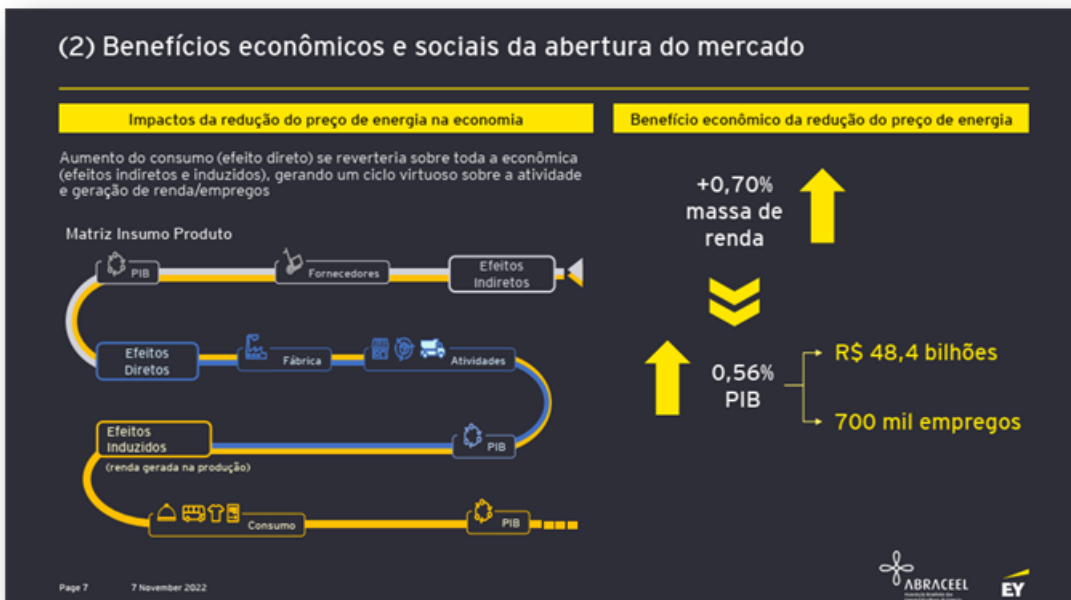 (2) Benefícios econômicos e sociais da abertura do mercado
Impactos da redução do preço de energia na economia
Aumento do consumo (efeito direto) se reverteria sobre toda a econômica
(efeitos indiretos e induzidos), gerando um ciclo virtuoso sobre a atividade
e geração de renda/empregos
Matriz Insumo Produto
PIB
Fornecedores
Efeitos
Indiretos
Efeitos
Diretos
Fábrica
Atividades
Efeitos
Induzidos
(renda gerada na produção)
PIB
Consumo
PIB
Benefício econômico da redução do preço de energia
+0,70%
massa de
renda
0,56%
PIB
R$ 48,4 bilhões
700 mil empregos
Page 7
7 November 2022
ABRACEEL
EY